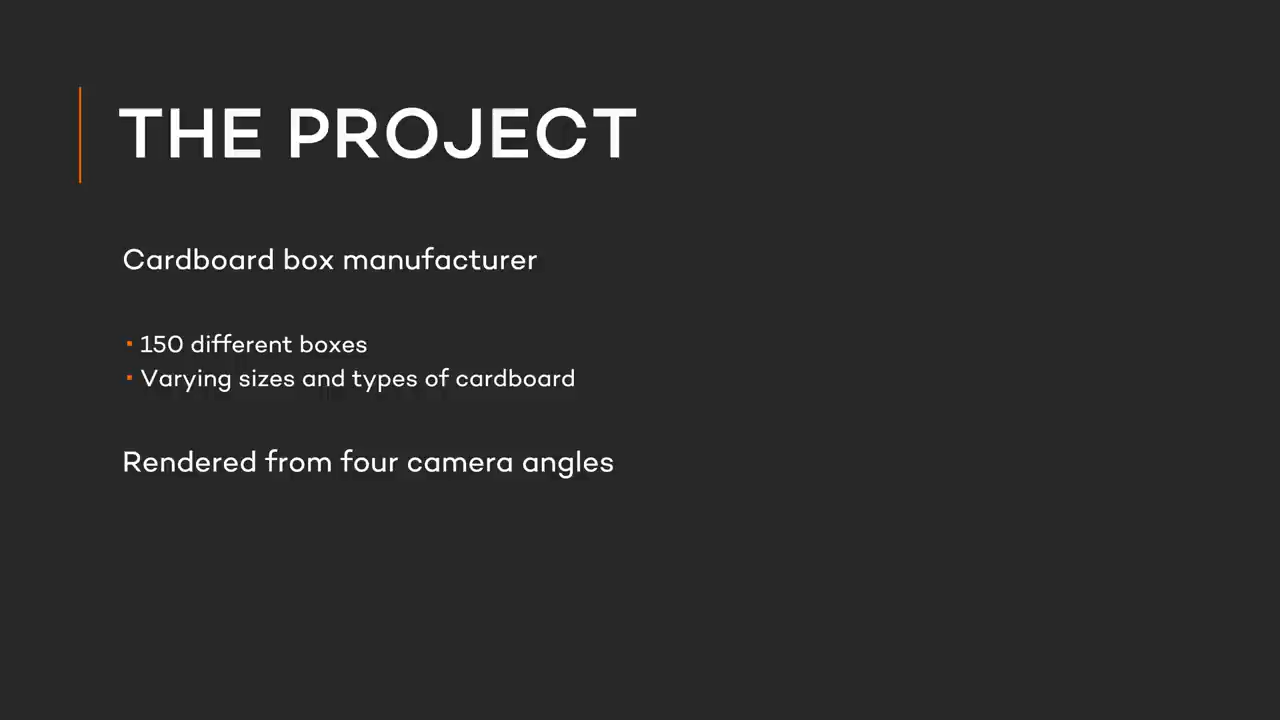 THE PROJECT
Cardboard box manufacturer
▪ 150 different boxes
▪ Varying sizes and types of cardboard
Rendered from four camera angles